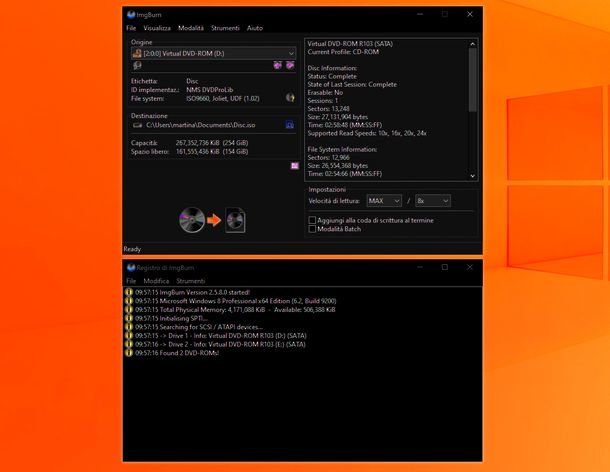 ImgBurn
File Visualizza Modalità Strumenti Aiuto
Origine
[2:0:0] Virtual DVD-ROM (D:)
Etichetta: Disc
ID implementaz.: NMS DVDProLib
File system: ISO9660, Joliet, UDF (1.02)
Destinazione
C:\Users\martina\Documents\Disc.iso
Capacità: 267,352,736 KiB (254 GiB)
Spazio libero: 161,555,436 KiB (154 GiB)
Virtual DVD-ROM R103 (SATA)
Current Profile: CD-ROM
Disc Information:
Status: Complete
State of Last Session: Complete
Erasable: No
Sessions: 1
Sectors: 13,248
Size: 27,131,904 bytes
Time: 02:58:48 (MM:SS:FF)
Supported Read Speeds: 10x, 16x, 20x, 24x
File System Information:
Sectors: 12,966
Size: 26,554,368 bytes
Time: 02:54:66 (MM:SS:FF)
Impostazioni
Velocità di lettura: MAX / 8x
Aggiungi alla coda di scrittura al termine
Modalità Batch
Ready
Registro di ImgBurn
File Modifica Strumenti
09:57:15 ImgBurn Version 2.5.8.0 started!
09:57:15 Microsoft Windows 8 Professional x64 Edition (6.2, Build 9200)
09:57:15 Total Physical Memory: 4,171,088 KiB - Available: 506,388 KiB
09:57:15 Initialising SPTI...
09:57:15 Searching for SCSI / ATAPI devices...
09:57:15 -> Drive 1 - Info: Virtual DVD-ROM R103 (D:) (SATA)
09:57:16 -> Drive 2 - Info: Virtual DVD-ROM R103 (E:) (SATA)
09:57:16 Found 2 DVD-ROMs!